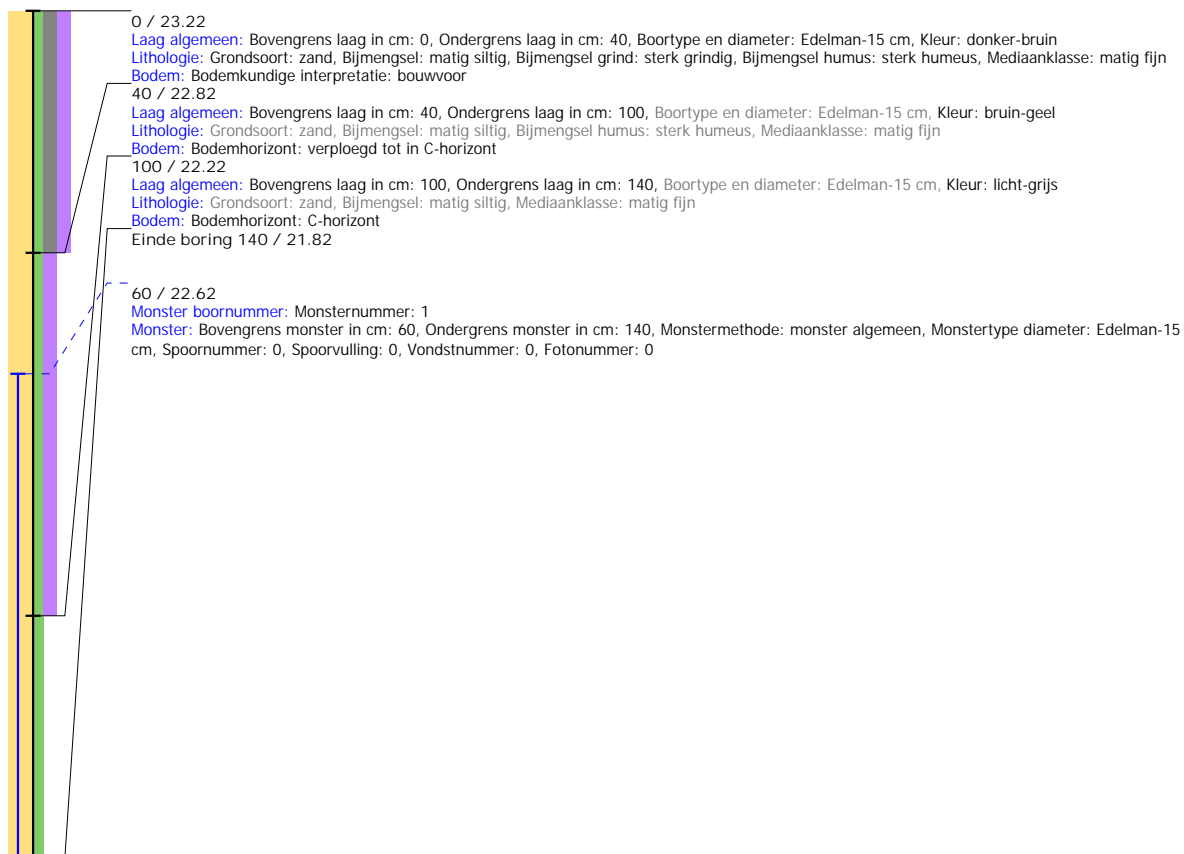 0 / 23.22
Laag algemeen: Bovengrens laag in cm: 0, Ondergrens laag in cm: 40, Boortype en diameter: Edelman-15 cm, Kleur: donker-bruin
Lithologie: Grondsoort: zand, Bijmengsel: matig siltig, Bijmengsel grind: sterk grindig, Bijmengsel humus: sterk humeus, Mediaanklasse: matig fijn
Bodem: Bodemkundige interpretatie: bouwvoor
40 / 22.82
Laag algemeen: Bovengrens laag in cm: 40, Ondergrens laag in cm: 100, Boortype en diameter: Edelman-15 cm, Kleur: bruin-geel
Lithologie: Grondsoort: zand, Bijmengsel: matig siltig, Bijmengsel humus: sterk humeus, Mediaanklasse: matig fijn
Bodem: Bodemhorizont: verploegd tot in C-horizont
100 / 22.22
Laag algemeen: Bovengrens laag in cm: 100, Ondergrens laag in cm: 140, Boortype en diameter: Edelman-15 cm, Kleur: licht-grijs
Lithologie: Grondsoort: zand, Bijmengsel: matig siltig, Mediaanklasse: matig fijn
Bodem: Bodemhorizont: C-horizont
Einde boring 140 / 21.82
60 / 22.62
Monster boornummer: Monsternummer: 1
Monster: Bovengrens monster in cm: 60, Ondergrens monster in cm: 140, Monstermethode: monster algemeen, Monstertype diameter: Edelman-15
cm, Spoornummer: 0, Spoorvulling: 0, Vondstnummer: 0, Fotonummer: 0